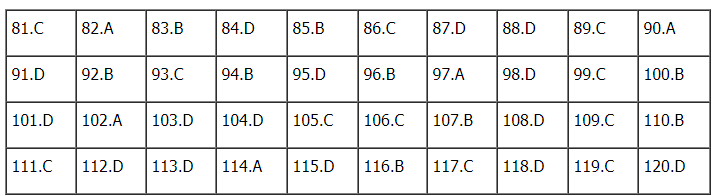 81.C 82.A 83.B 84.D 85.B 86.C 87.D 88.D 89.C 90.A
91.D 92.B 93.C 94.B 95.D 96.B 97.A 98.D 99.C 100.B
101.D 102.A 103.D 104.D 105.C 106.C 107.B 108.D 109.C 110.B
111.C 112.D 113.D 114.A 115.D 116.B 117.C 118.D 119.C 120.D